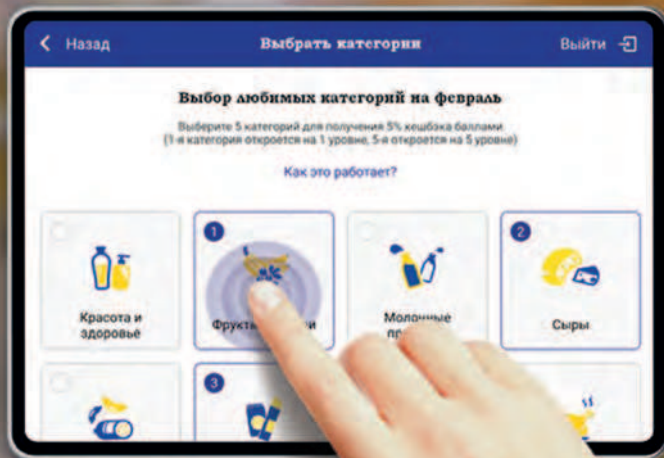 Назад
Выбрать категории
Выйти
Выбор любимых категорий на февраль
Выберите 5 категорий для получения 5% кешбэка баллами
(1-я категория откроется на 1 уровне, 5-я откроется на 5 уровне)
Как это работает?
1
2
Красота и
здоровье
Молочные
Сыры
3